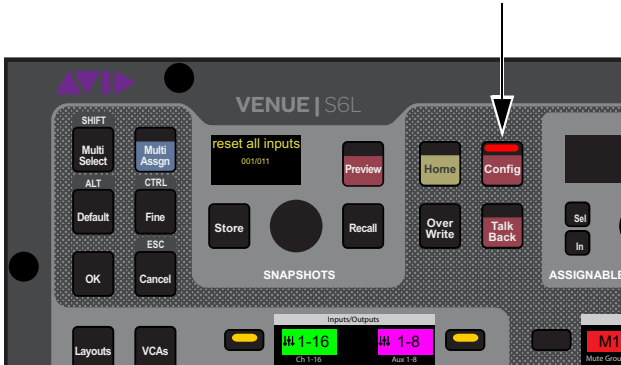 AVID
VENUE | S6L
SHIFT
Multi
Select
Multi
Assgn
reset all inputs
001/011
Preview
Home
Config
ALT
CTRL
Default
Fine
Store
Recall
Over
Write
Talk
Back
Sel
In
ESC
OK
Cancel
SNAPSHOTS
ASSIGNABLE
Inputs/Outputs
Layouts
VCAs
1-16
Ch 1-16
1-8
Aux 1-8
M1
Mute Grou